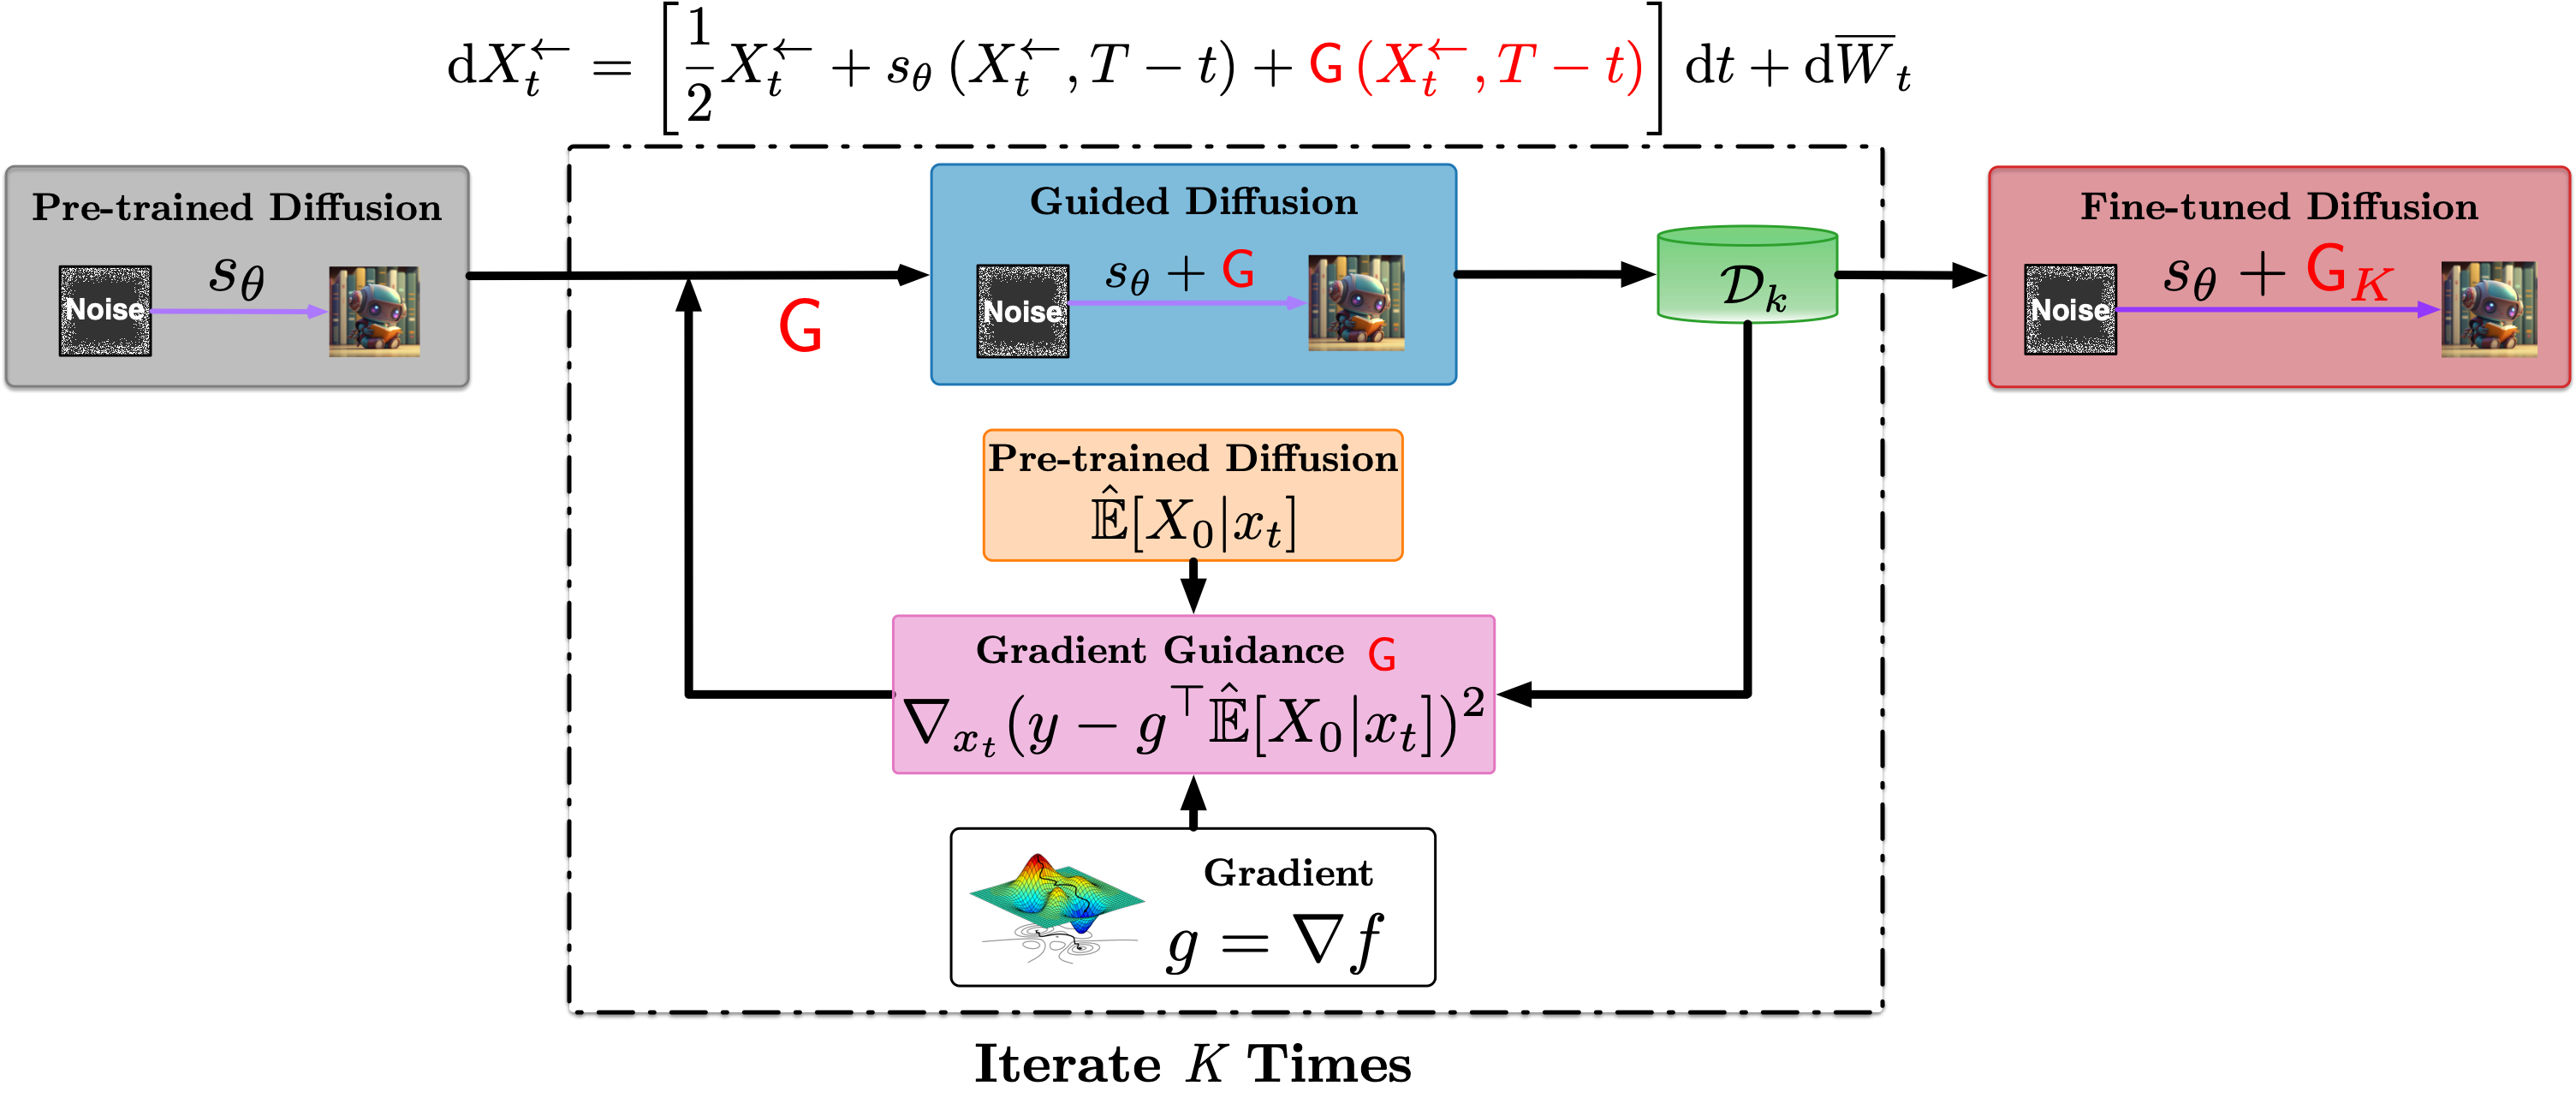 dX_t^← = [1/2 X_t^← + s_θ (X_t^←, T − t) + G (X_t^←, T − t)] dt + dW̅_t
Pre-trained Diffusion
s_θ
Noise
Guided Diffusion
s_θ + G
Noise
D_k
Fine-tuned Diffusion
s_θ + G_K
Noise
G
Pre-trained Diffusion
𝔼̂[X_0|x_t]
Gradient Guidance G
∇_{x_t}(y − g^⊤ 𝔼̂[X_0|x_t])^2
Gradient
g = ∇f
Iterate K Times